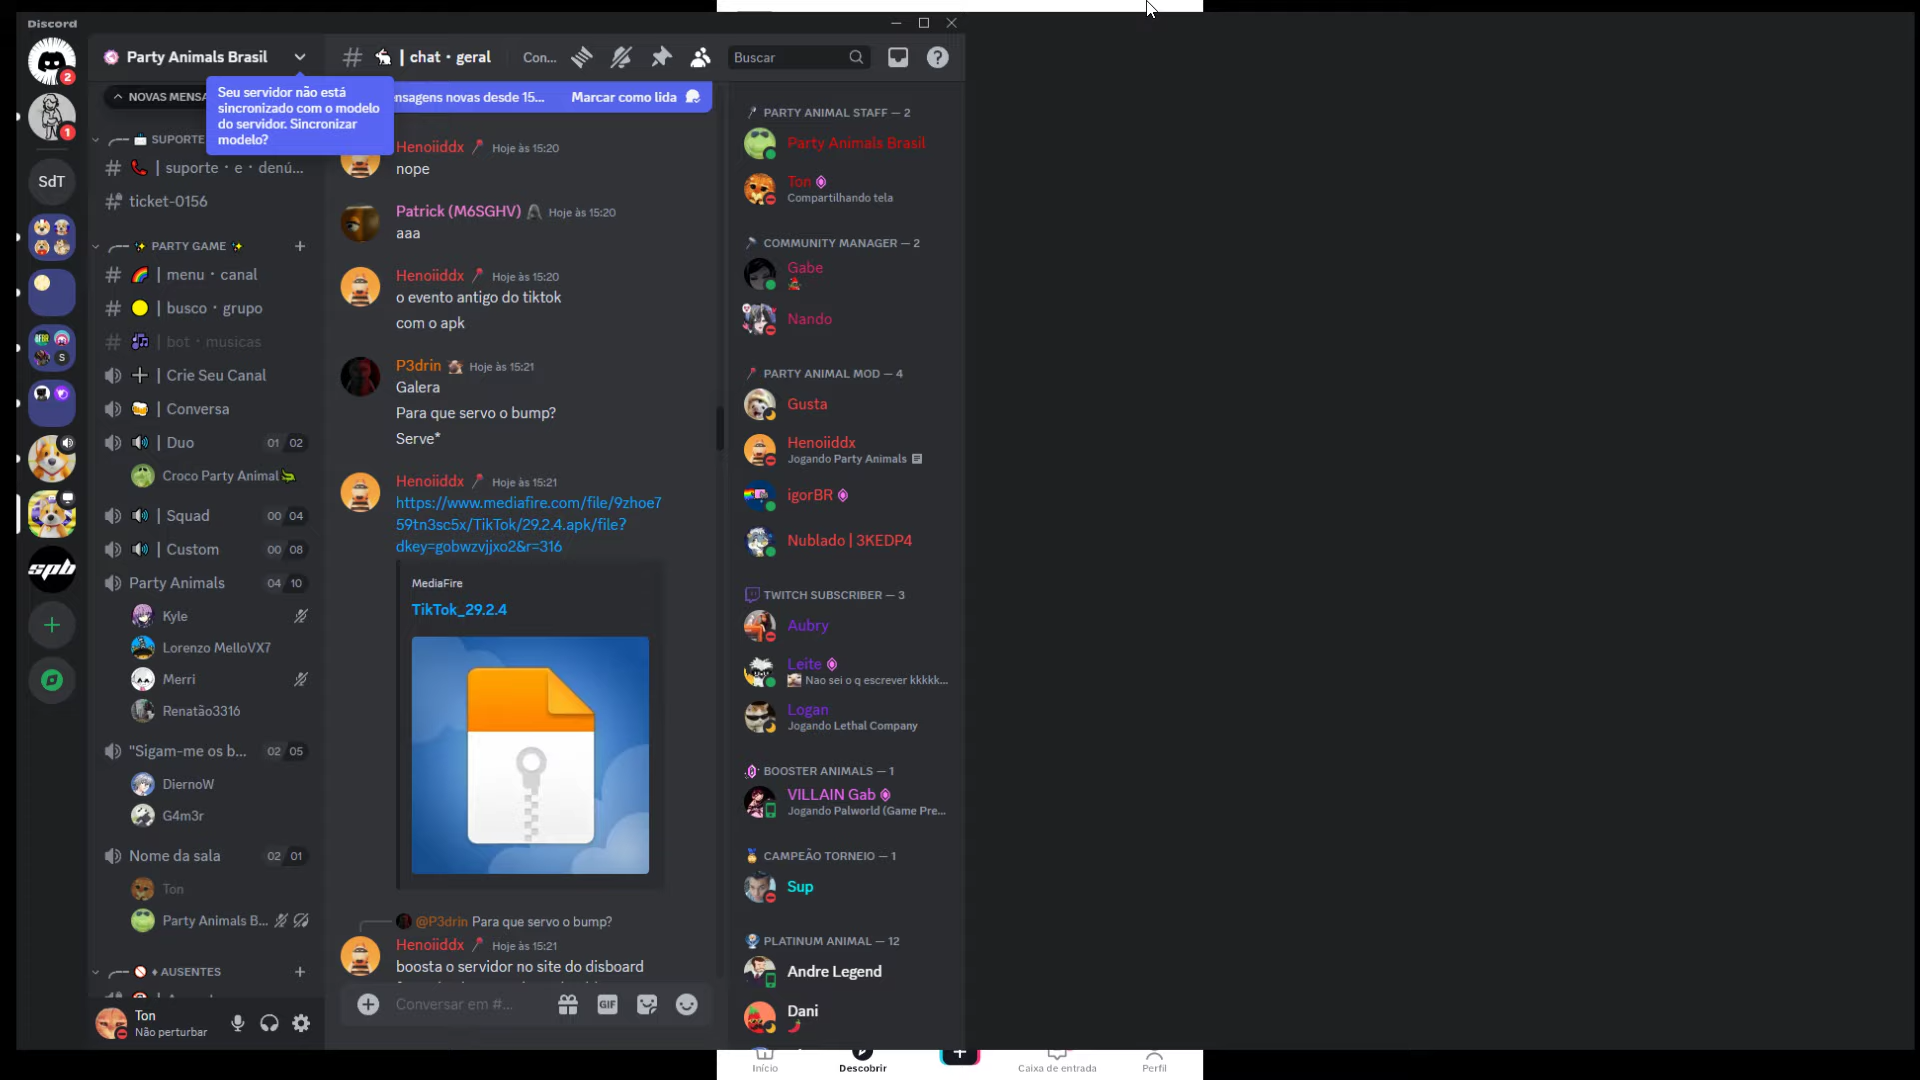 Discord
Party Animals Brasil
| chat・geral
Con...
Buscar
NOVAS MENSA
Seu servidor não está
sincronizado com o modelo
do servidor. Sincronizar
modelo?
nsagens novas desde 15...
Marcar como lida
2
1
SdT
S
spb
SUPORTE
| suporte・e・denú...
ticket-0156
PARTY GAME
| menu・canal
| busco・grupo
| bot・musicas
| Crie Seu Canal
| Conversa
| Duo
01 02
Croco Party Animal
| Squad
00 04
| Custom
00 08
Party Animals
04 10
Kyle
Lorenzo MelloVX7
Merri
Renatão3316
"Sigam-me os b...
02 05
DiernoW
G4m3r
Nome da sala
02 01
Ton
Party Animals B...
AUSENTES
Ton
Não perturbar
Henoiiddx Hoje às 15:20
nope
Patrick (M6SGHV) Hoje às 15:20
aaa
Henoiiddx Hoje às 15:20
o evento antigo do tiktok
com o apk
P3drin Hoje às 15:21
Galera
Para que servo o bump?
Serve*
Henoiiddx Hoje às 15:21
https://www.mediafire.com/file/9zhoe7
59tn3sc5x/TikTok/29.2.4.apk/file?
dkey=gobwzvjjxo2&r=316
MediaFire
TikTok_29.2.4
@P3drin Para que servo o bump?
Henoiiddx Hoje às 15:21
boosta o servidor no site do disboard
Conversar em #...
GIF
PARTY ANIMAL STAFF — 2
Party Animals Brasil
Ton
Compartilhando tela
COMMUNITY MANAGER — 2
Gabe
Nando
PARTY ANIMAL MOD — 4
Gusta
Henoiiddx
Jogando Party Animals
igorBR
Nublado | 3KEDP4
TWITCH SUBSCRIBER — 3
Aubry
Leite
Nao sei o q escrever kkkkk...
Logan
Jogando Lethal Company
BOOSTER ANIMALS — 1
VILLAIN Gab
Jogando Palworld (Game Pre...
CAMPEÃO TORNEIO — 1
Sup
PLATINUM ANIMAL — 12
Andre Legend
Dani
Início
Descobrir
Caixa de entrada
Perfil